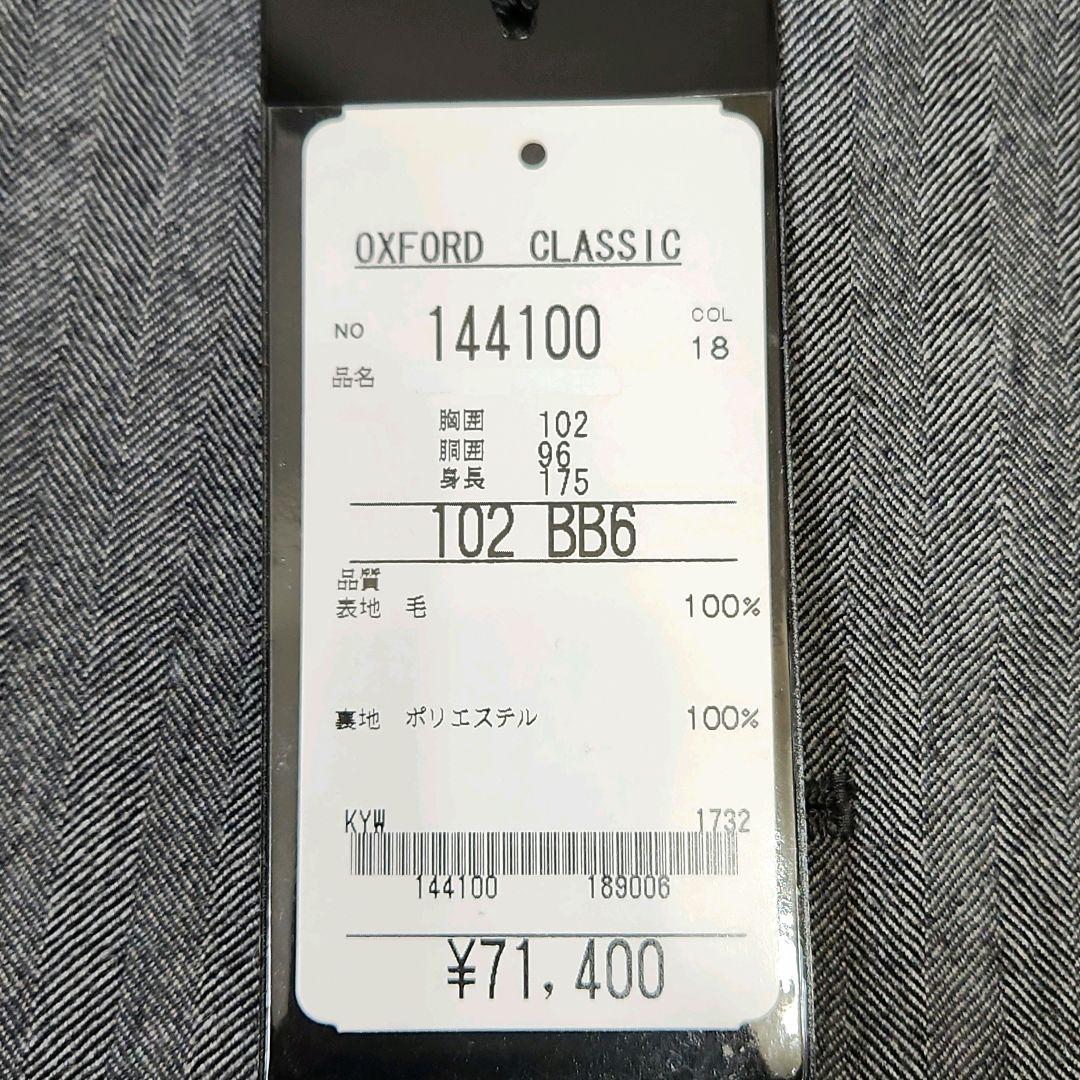 OXFORD CLASSIC
NO 144100 COL 18
品名
胸囲 102
胴囲 96
身長 175
102 BB6
品質
表地 毛 100%
裏地 ポリエステル 100%
KYW 1732
144100 189006
¥71,400